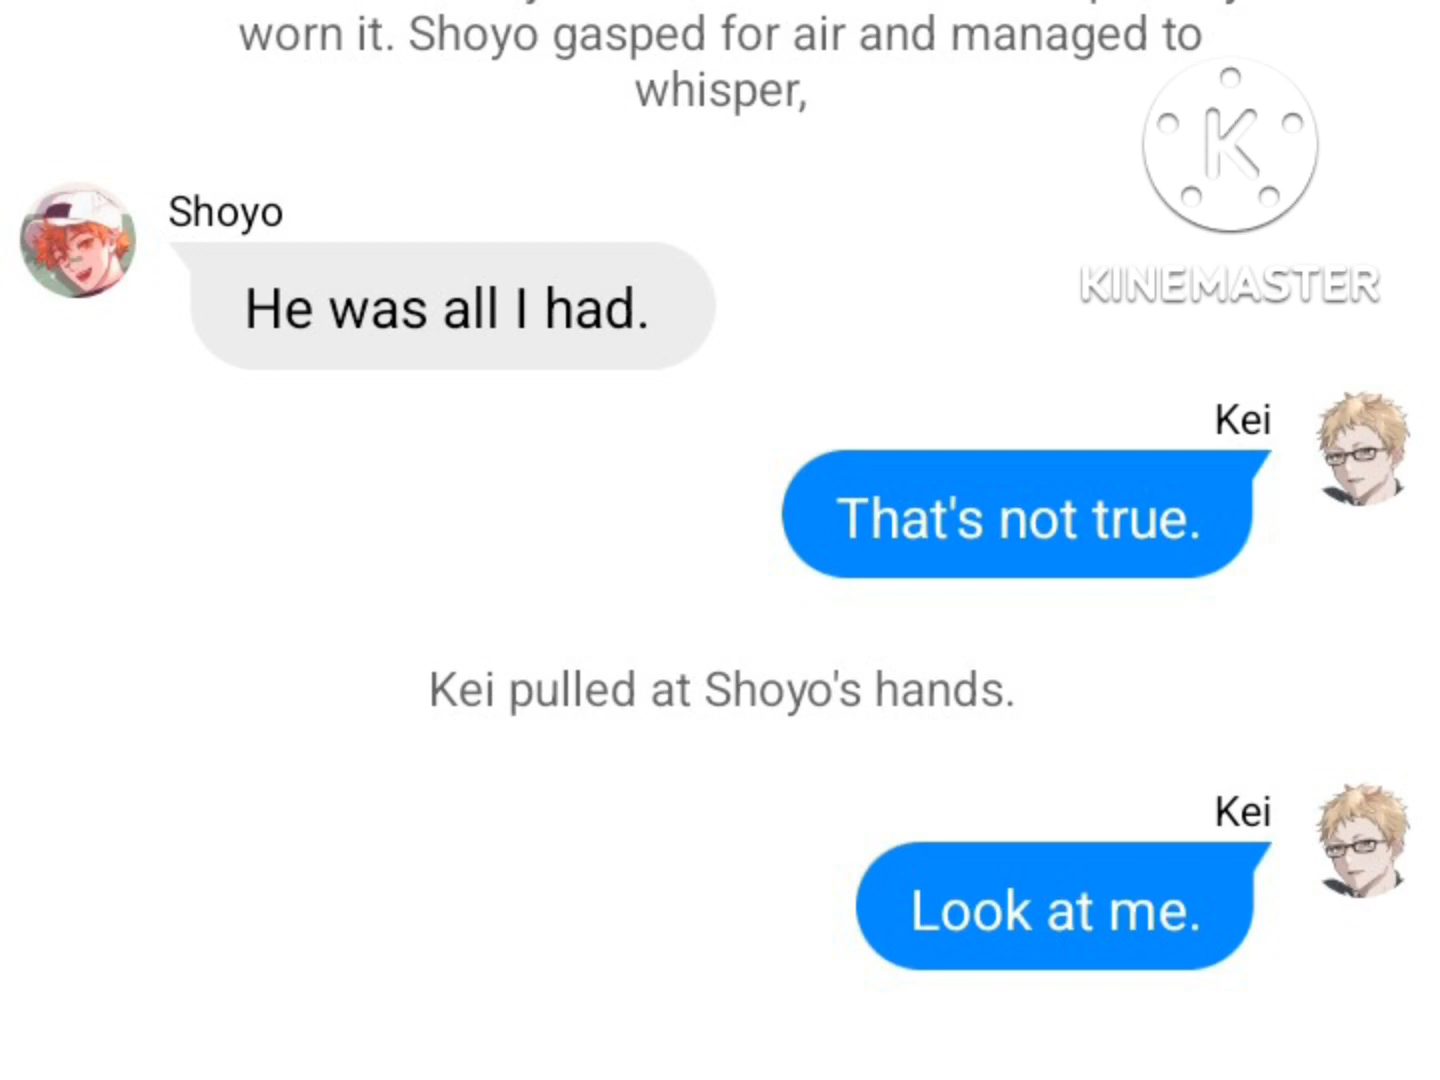 worn it. Shoyo gasped for air and managed to
whisper,
K
KINEMASTER
Shoyo
He was all I had.
Kei
That's not true.
Kei pulled at Shoyo's hands.
Kei
Look at me.